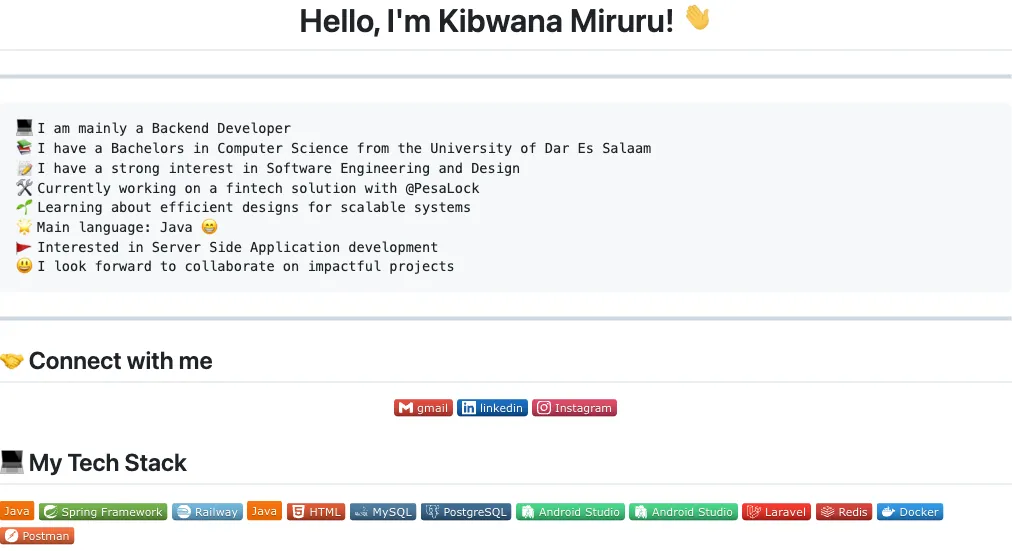 Hello, I'm Kibwana Miruru! 👋
💻 I am mainly a Backend Developer
📚 I have a Bachelors in Computer Science from the University of Dar Es Salaam
📝 I have a strong interest in Software Engineering and Design
🛠 Currently working on a fintech solution with @PesaLock
🌱 Learning about efficient designs for scalable systems
🌟 Main language: Java 😁
🚩 Interested in Server Side Application development
😃 I look forward to collaborate on impactful projects
🤝 Connect with me
gmail linkedin Instagram
💻 My Tech Stack
Java Spring Framework Railway Java HTML MySQL PostgreSQL Android Studio Android Studio Laravel Redis Docker
Postman